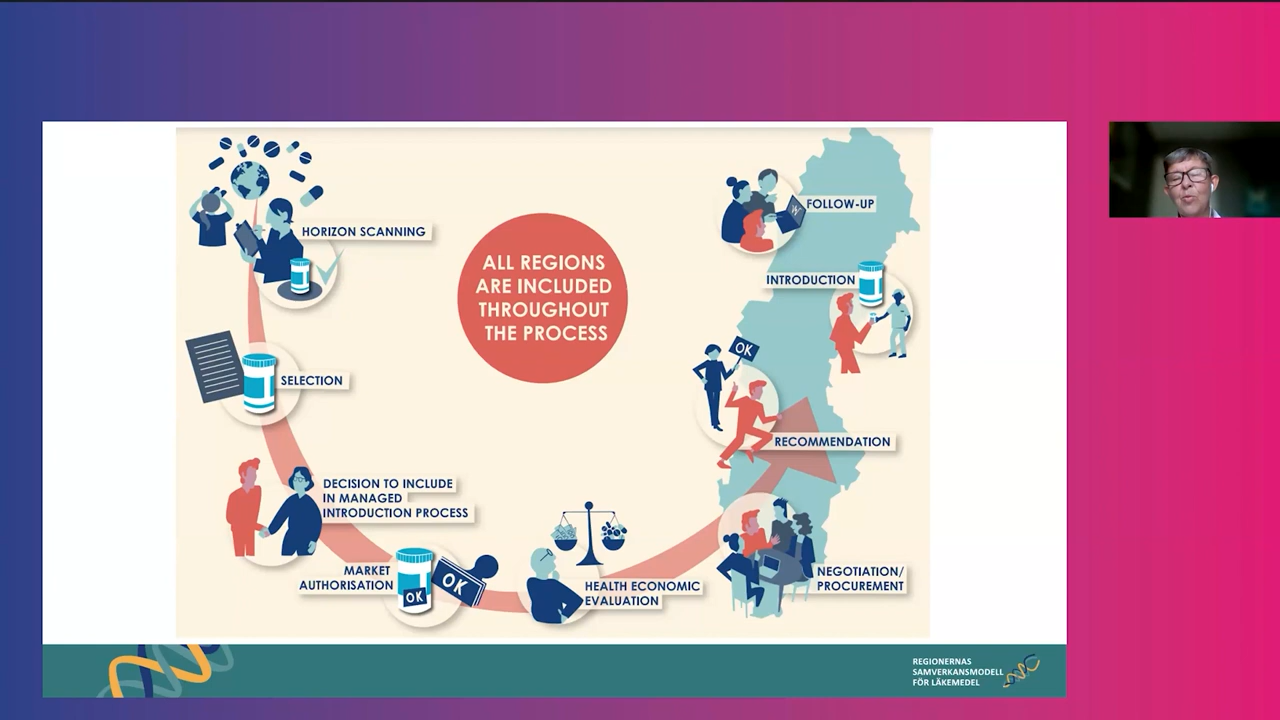 HORIZON SCANNING
SELECTION
DECISION TO INCLUDE
IN MANAGED
INTRODUCTION PROCESS
MARKET
AUTHORISATION
OK
OK
HEALTH ECONOMIC
EVALUATION
NEGOTIATION/
PROCUREMENT
RECOMMENDATION
OK
INTRODUCTION
FOLLOW-UP
ALL REGIONS
ARE INCLUDED
THROUGHOUT
THE PROCESS
REGIONERNAS
SAMVERKANSMODELL
FÖR LÄKEMEDEL